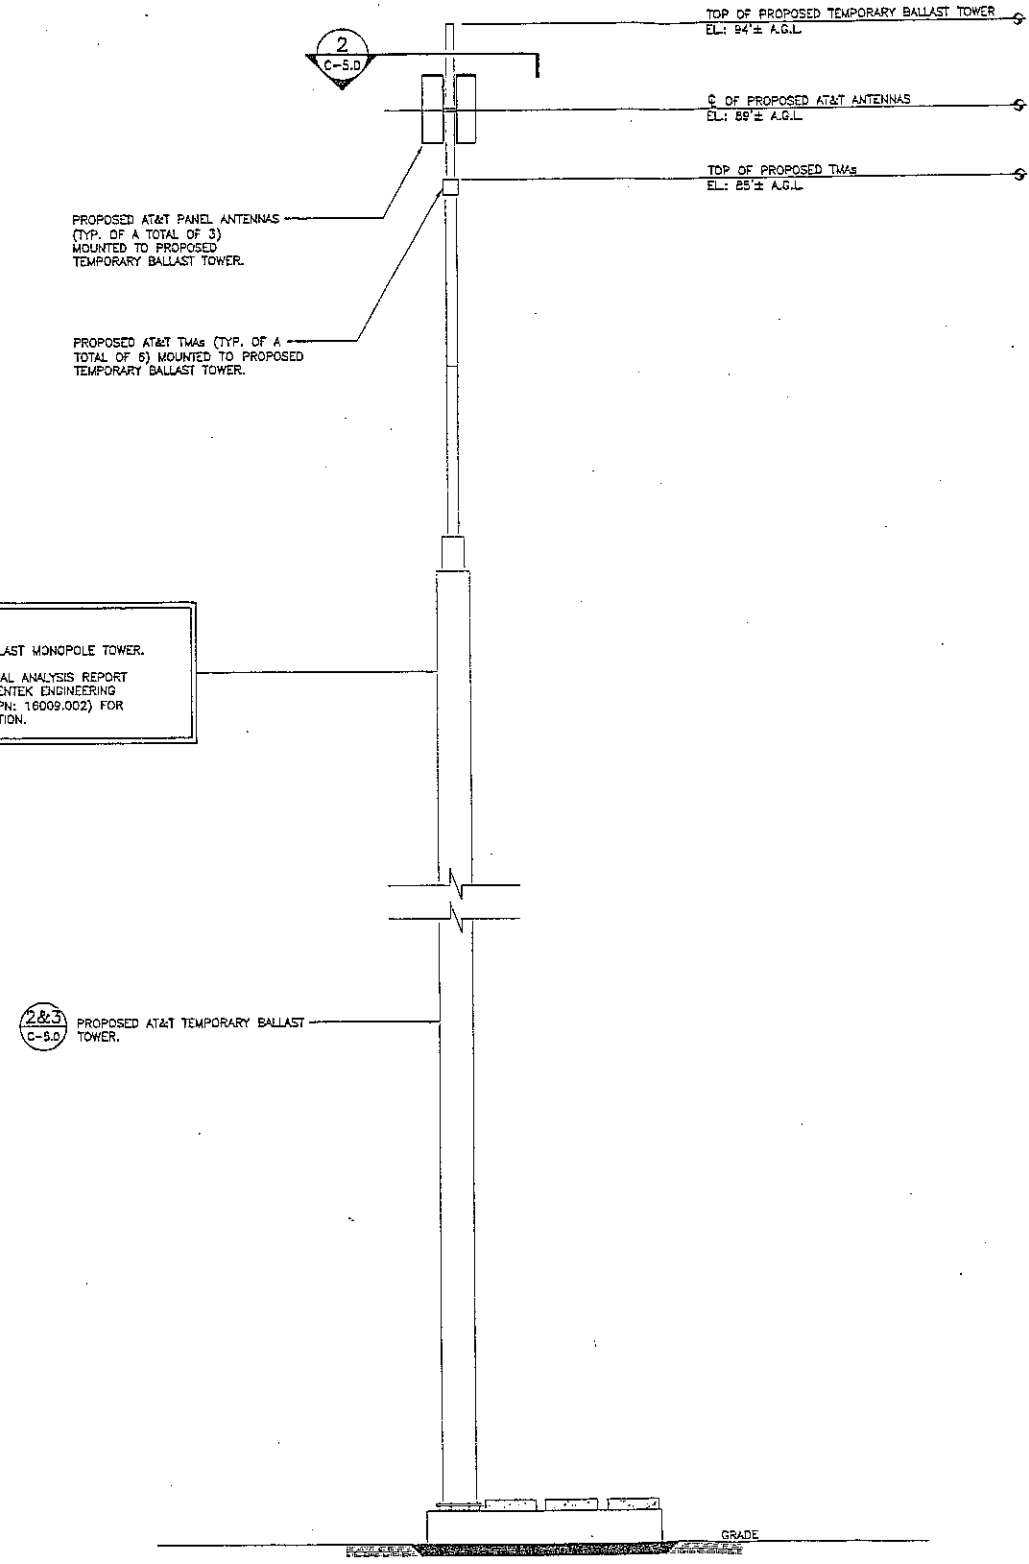 TOP OF PROPOSED TEMPORARY BALLAST TOWER
EL.: 94'± A.G.L.
2
C-5.0
℄ OF PROPOSED AT&T ANTENNAS
EL.: 89'± A.G.L.
TOP OF PROPOSED TMAs
EL.: 85'± A.G.L.
PROPOSED AT&T PANEL ANTENNAS
(TYP. OF A TOTAL OF 3)
MOUNTED TO PROPOSED
TEMPORARY BALLAST TOWER.
PROPOSED AT&T TMAs (TYP. OF A
TOTAL OF 6) MOUNTED TO PROPOSED
TEMPORARY BALLAST TOWER.
LAST MONOPOLE TOWER.
AL ANALYSIS REPORT
ENTEK ENGINEERING
PN: 16009.002) FOR
TION.
2&3
C-5.0
PROPOSED AT&T TEMPORARY BALLAST
TOWER.
GRADE